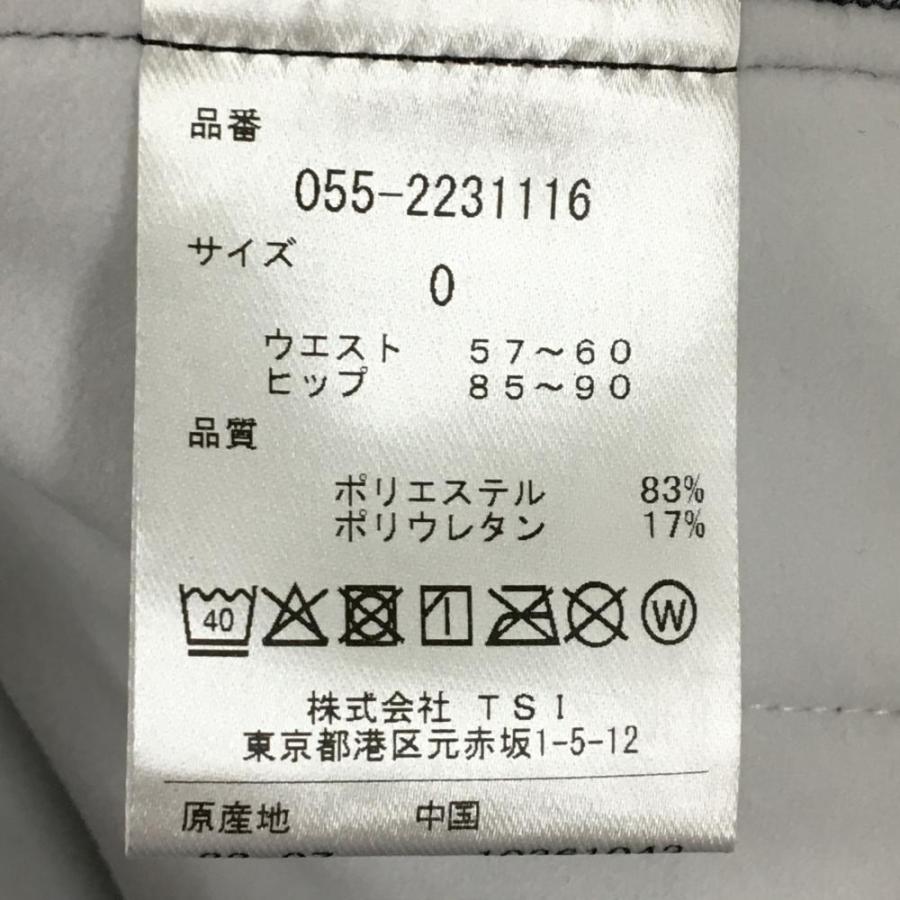 品番
055-2231116
サイズ
0
ウエスト 57～60
ヒップ 85～90
品質
ポリエステル 83%
ポリウレタン 17%
40 W
株式会社 TSI
東京都港区元赤坂1-5-12
原産地 中国